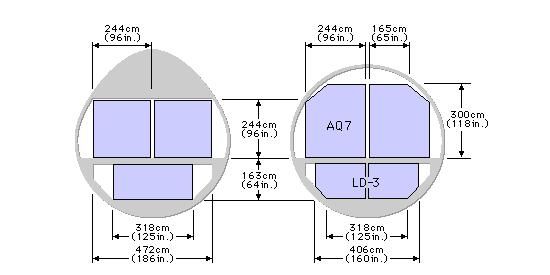 244cm
(96in.)
244cm
(96in.)
165cm
(65in.)
244cm
(96in.)
AQ7
300cm
(118in.)
163cm
(64in.)
LD-3
318cm
(125in.)
318cm
(125in.)
472cm
(186in.)
406cm
(160in.)